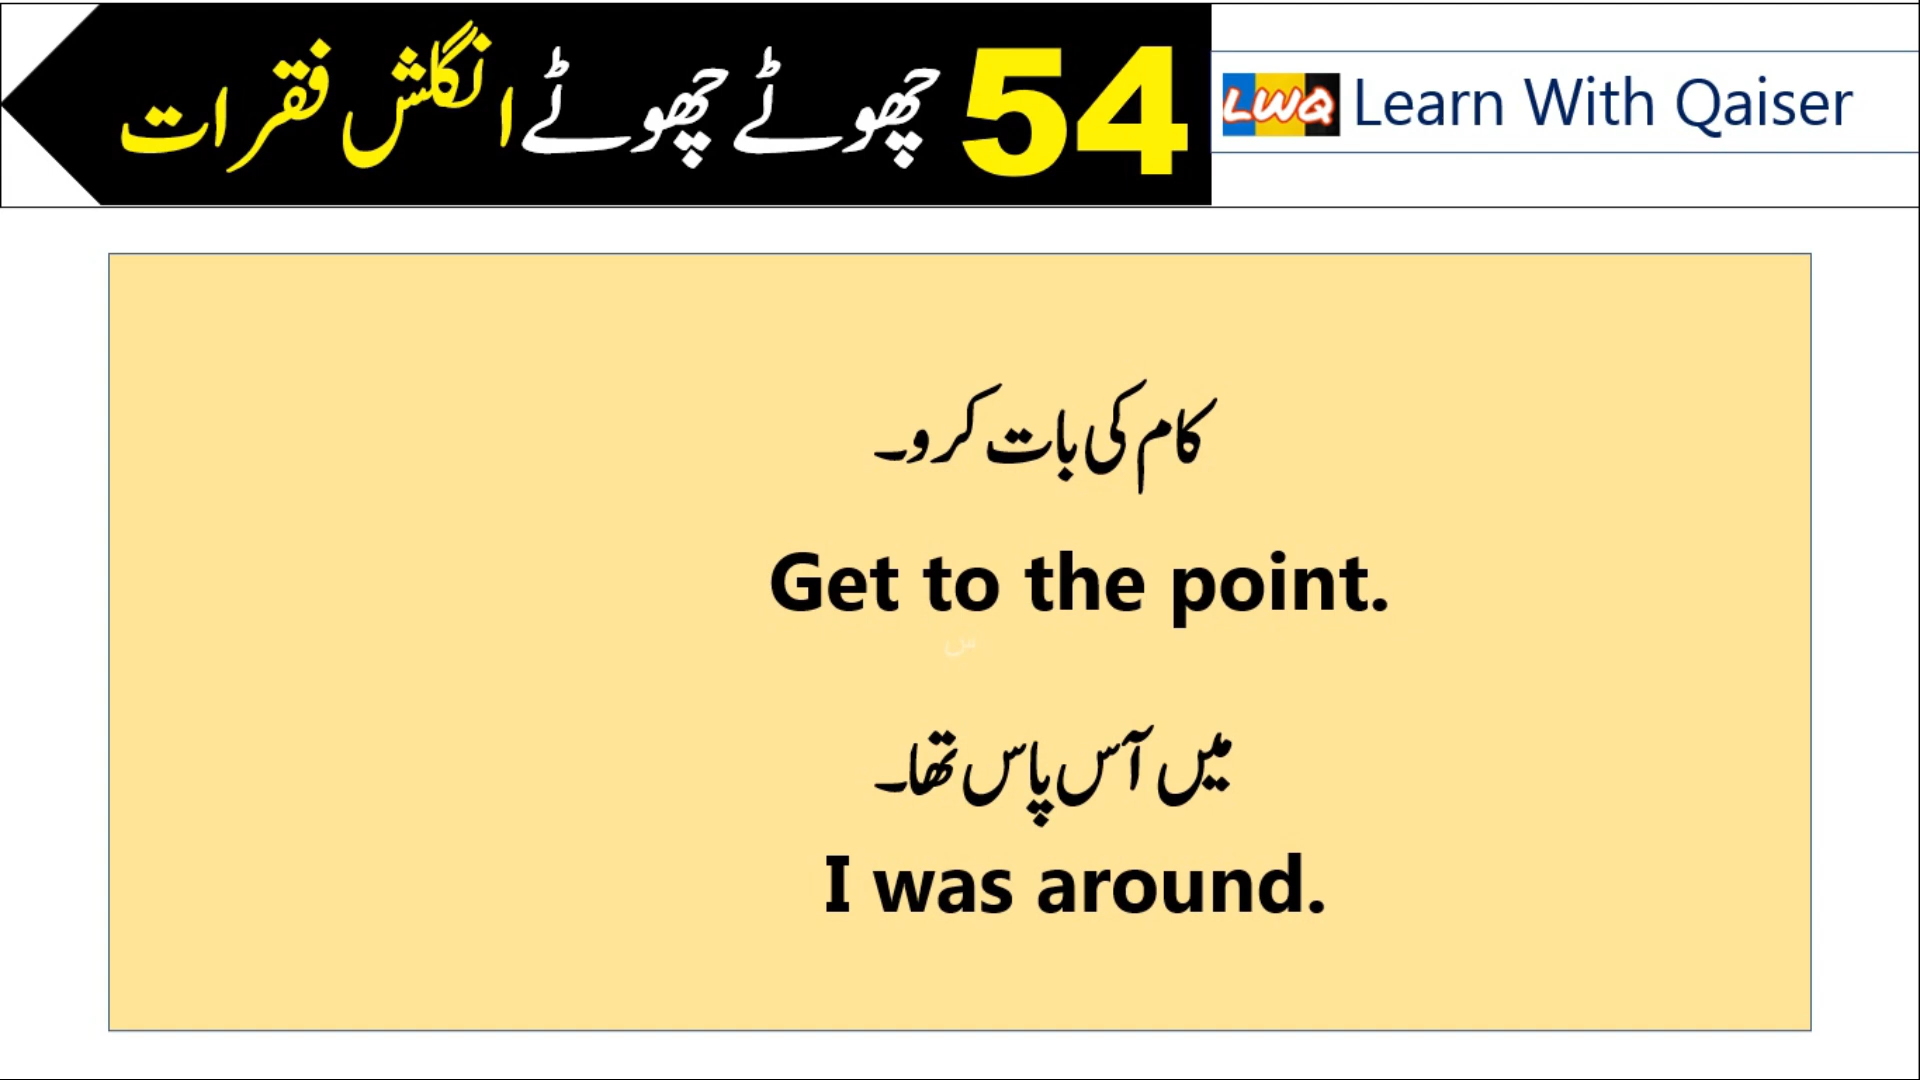 54 چھوٹے چھوٹے انگلش فقرات
LWQ Learn With Qaiser
کام کی بات کرو۔
Get to the point.
س
میں آس پاس تھا۔
I was around.